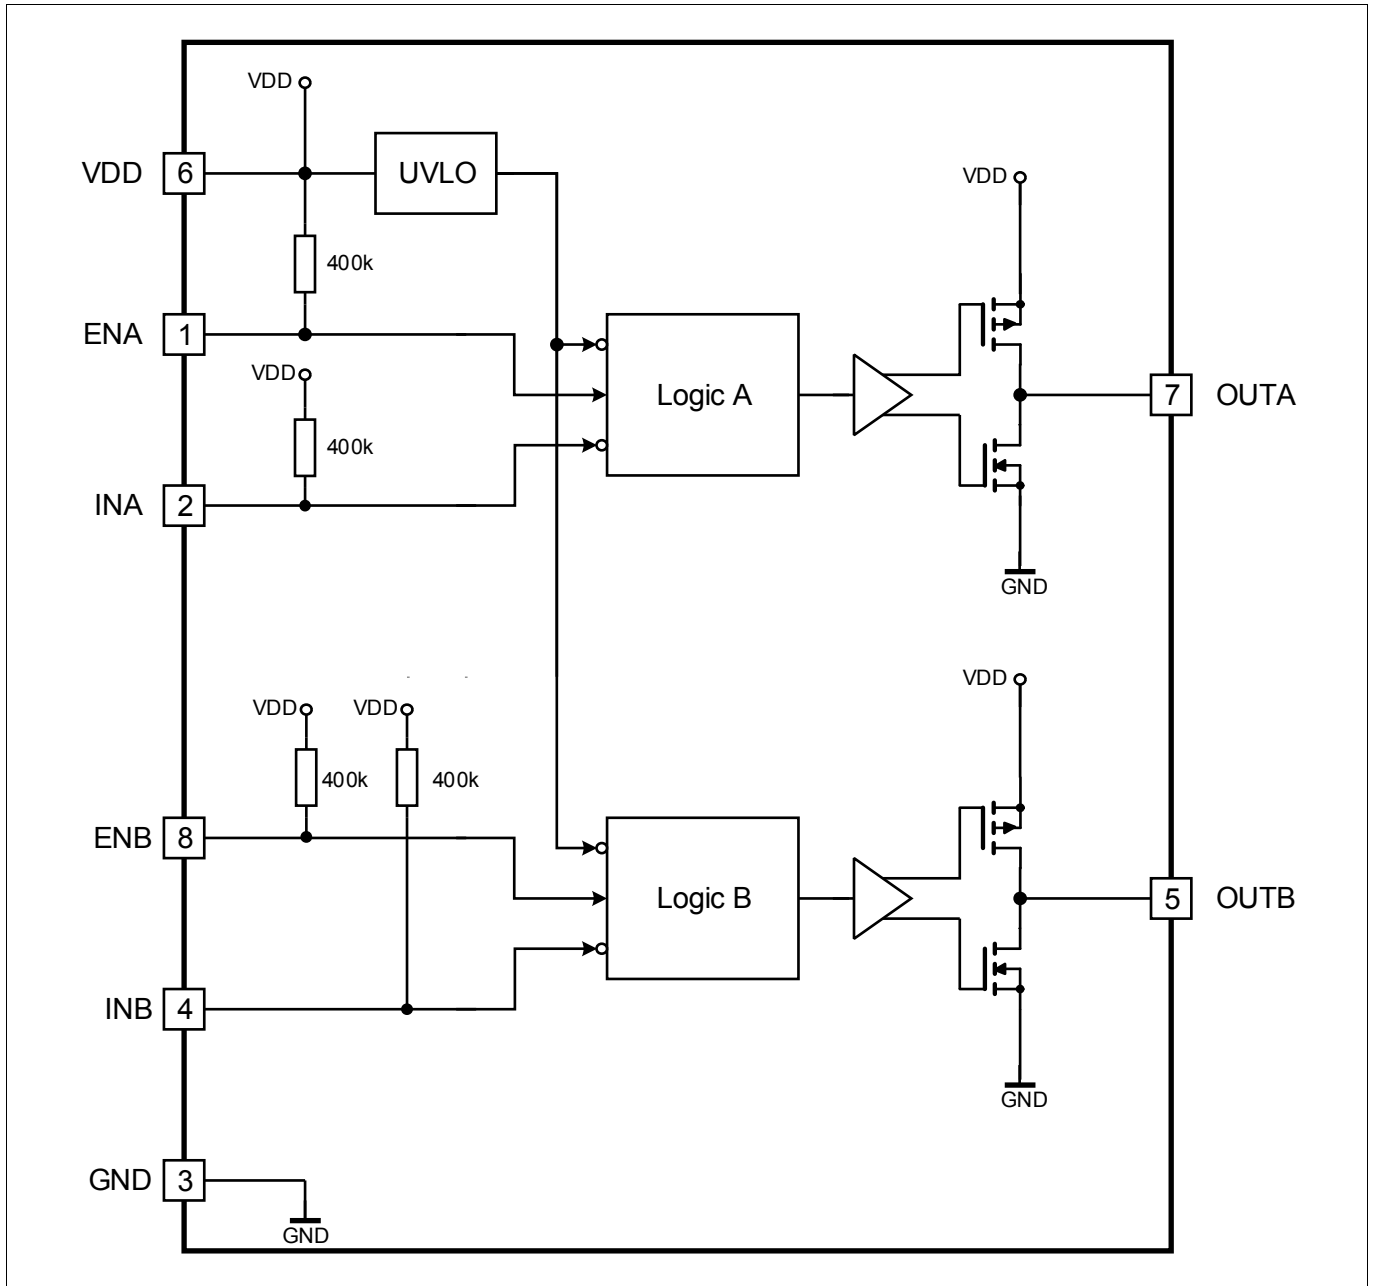 VDD
VDD 6 UVLO
VDD
400k
ENA 1
VDD
Logic A
7 OUTA
400k
INA 2
GND
VDD
VDD VDD
400k 400k
ENB 8
Logic B
5 OUTB
INB 4
GND
GND 3
GND